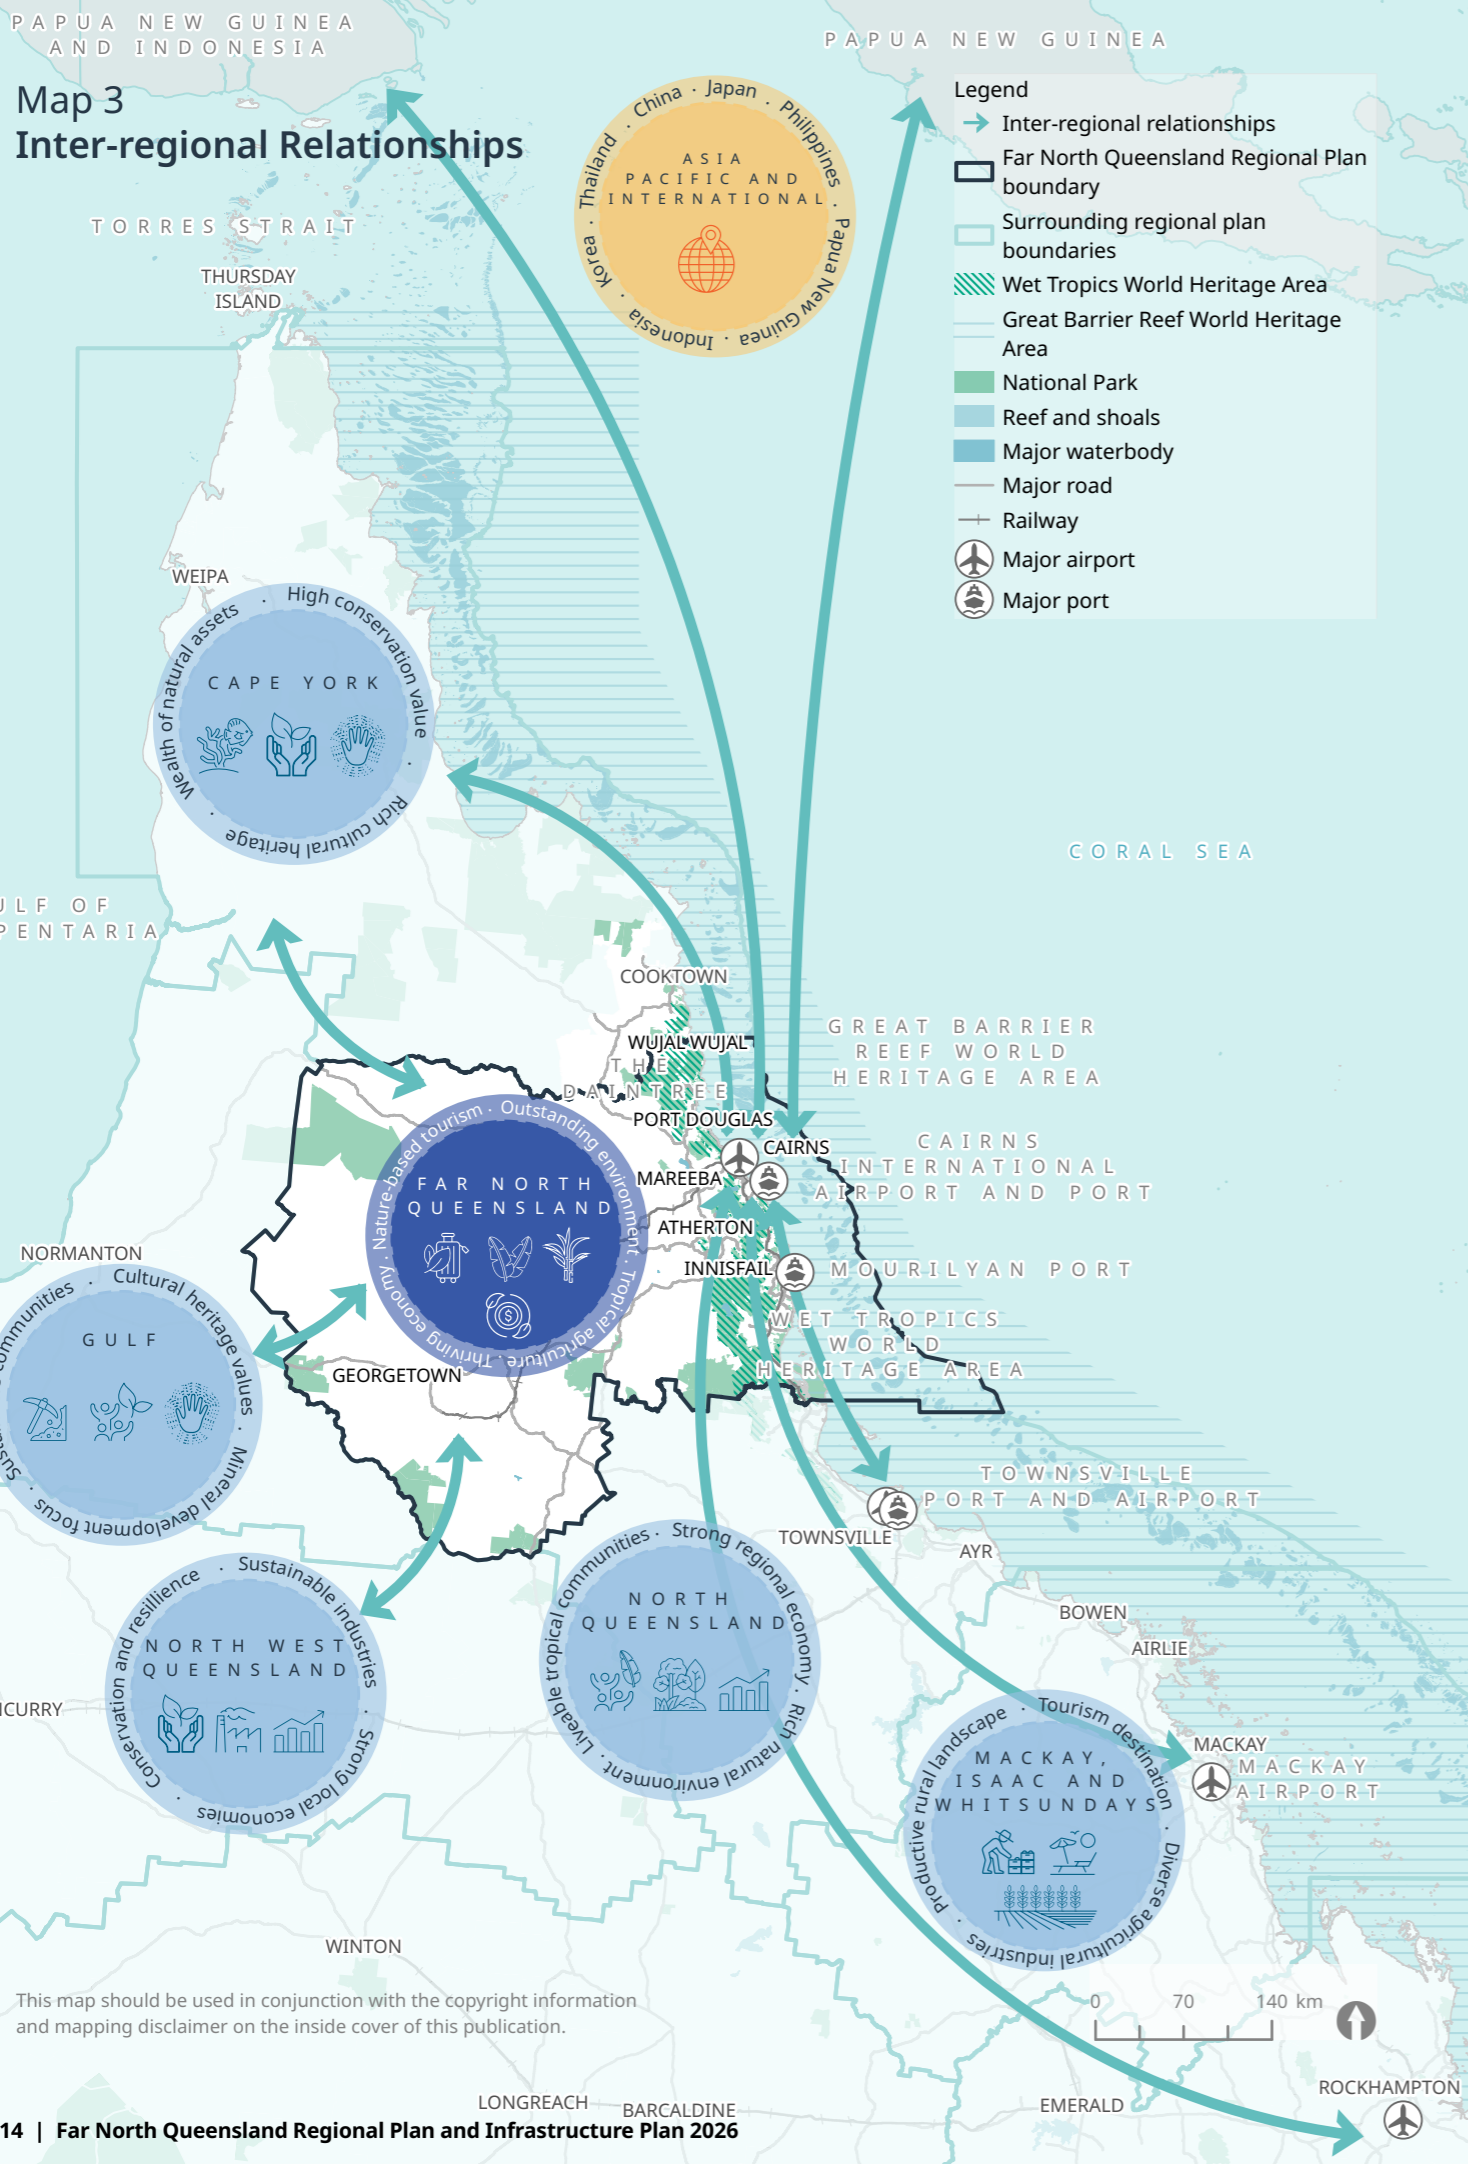 PAPUA NEW GUINEA
AND INDONESIA
PAPUA NEW GUINEA
Map 3
Inter-regional Relationships
Legend
Inter-regional relationships
Far North Queensland Regional Plan
boundary
Surrounding regional plan
boundaries
Wet Tropics World Heritage Area
Great Barrier Reef World Heritage
Area
National Park
Reef and shoals
Major waterbody
Major road
Railway
Major airport
Major port
ASIA
PACIFIC AND
INTERNATIONAL
Thailand · China · Japan · Philippines · Papua New Guinea · Indonesia · Korea ·
TORRES STRAIT
THURSDAY
ISLAND
WEIPA
CAPE YORK
Wealth of natural assets · High conservation value · Rich cultural heritage ·
CORAL SEA
ULF OF
PENTARIA
COOKTOWN
WUJAL WUJAL
THE
DAINTREE
GREAT BARRIER
REEF WORLD
HERITAGE AREA
PORT DOUGLAS
CAIRNS
CAIRNS
INTERNATIONAL
AIRPORT AND PORT
MAREEBA
ATHERTON
INNISFAIL
MOURILYAN PORT
WET TROPICS
WORLD
HERITAGE AREA
FAR NORTH
QUEENSLAND
Nature-based tourism · Outstanding environment · Tropical agriculture · Thriving economy ·
NORMANTON
GULF
communities · Cultural heritage values · Mineral development focus · Sust
GEORGETOWN
TOWNSVILLE
PORT AND AIRPORT
TOWNSVILLE
AYR
BOWEN
AIRLIE
NORTH WEST
QUEENSLAND
Conservation and resillience · Sustainable industries · Strong local economies ·
NORTH
QUEENSLAND
Liveable tropical communities · Strong regional economy · Rich natural environment ·
NCURRY
MACKAY,
ISAAC AND
WHITSUNDAYS
Productive rural landscape · Tourism destination · Diverse agricultural industries ·
MACKAY
MACKAY
AIRPORT
WINTON
This map should be used in conjunction with the copyright information
and mapping disclaimer on the inside cover of this publication.
0 70 140 km
ROCKHAMPTON
LONGREACH
BARCALDINE
EMERALD
14 | Far North Queensland Regional Plan and Infrastructure Plan 2026